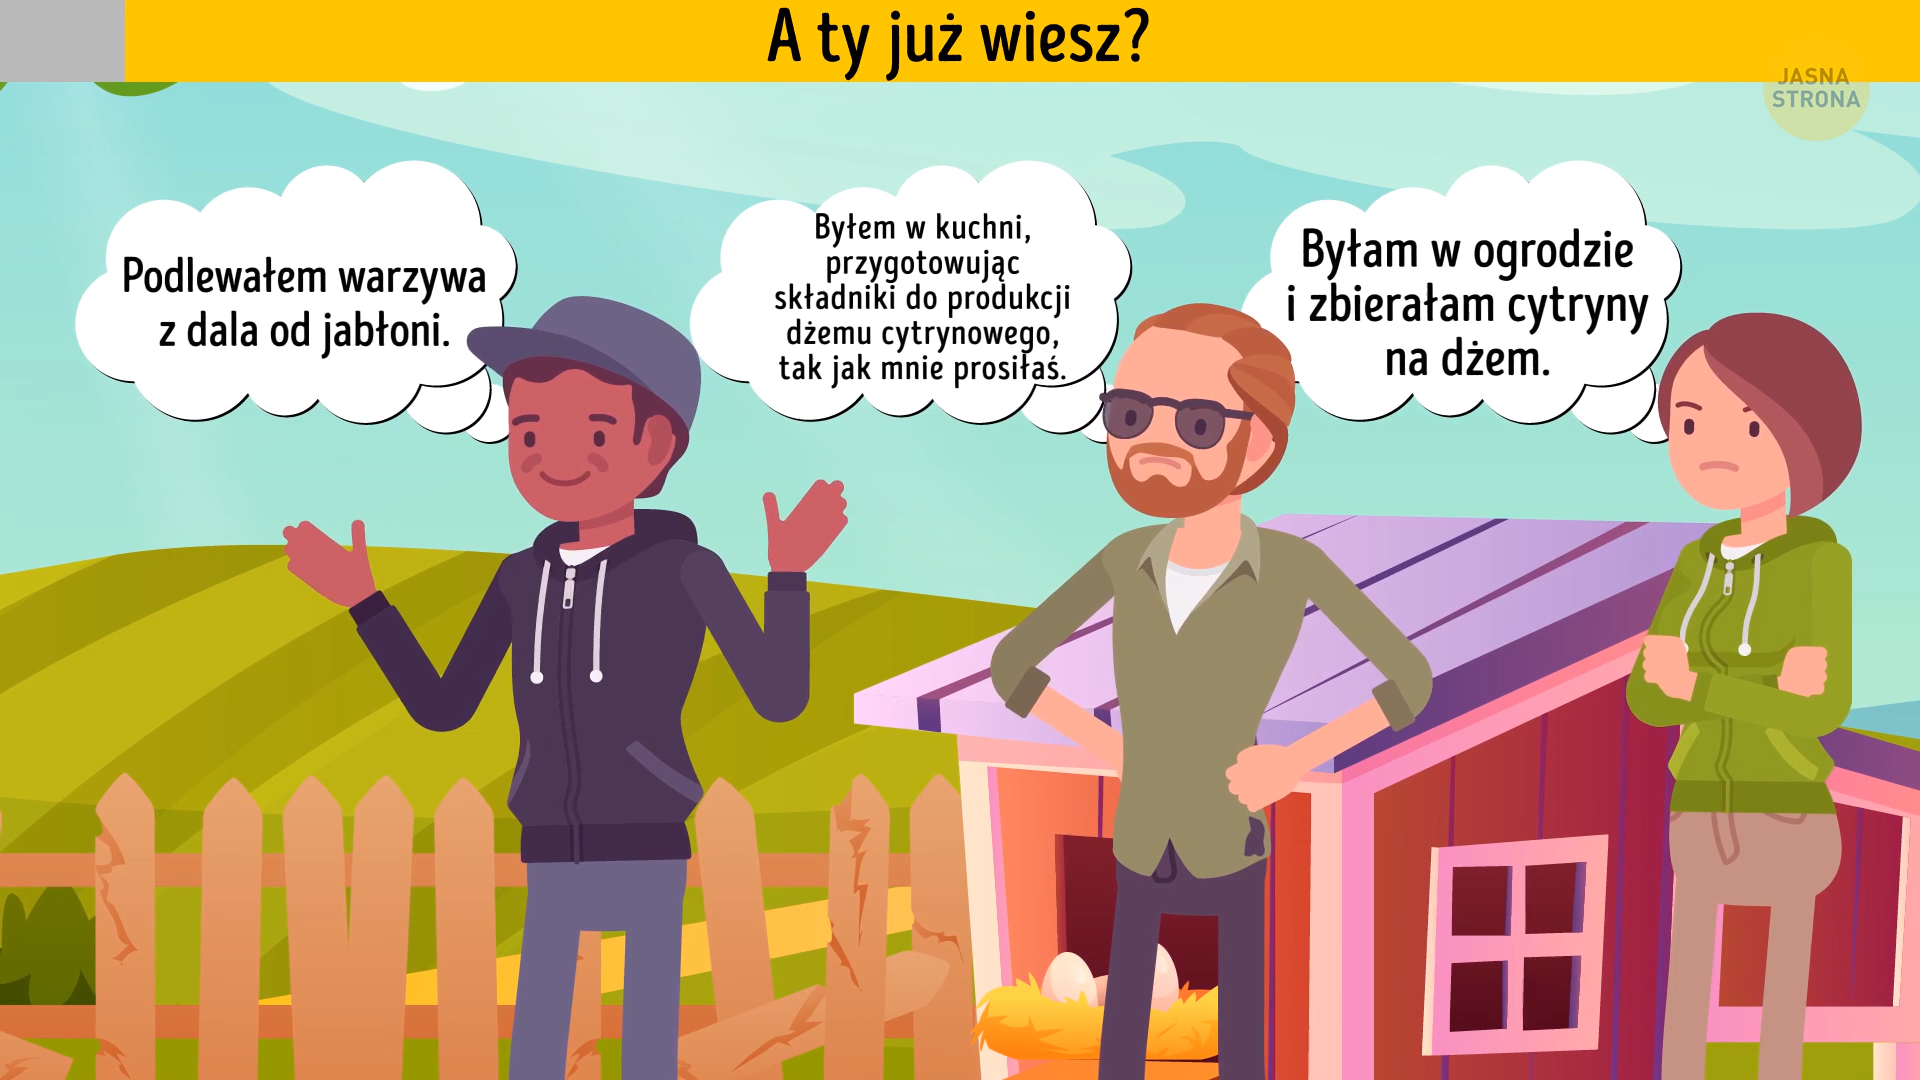 A ty już wiesz?
JASNA
STRONA
Podlewałem warzywa
z dala od jabłoni.
Byłem w kuchni,
przygotowując
składniki do produkcji
dżemu cytrynowego,
tak jak mnie prosiłaś.
Byłam w ogrodzie
i zbierałam cytryny
na dżem.